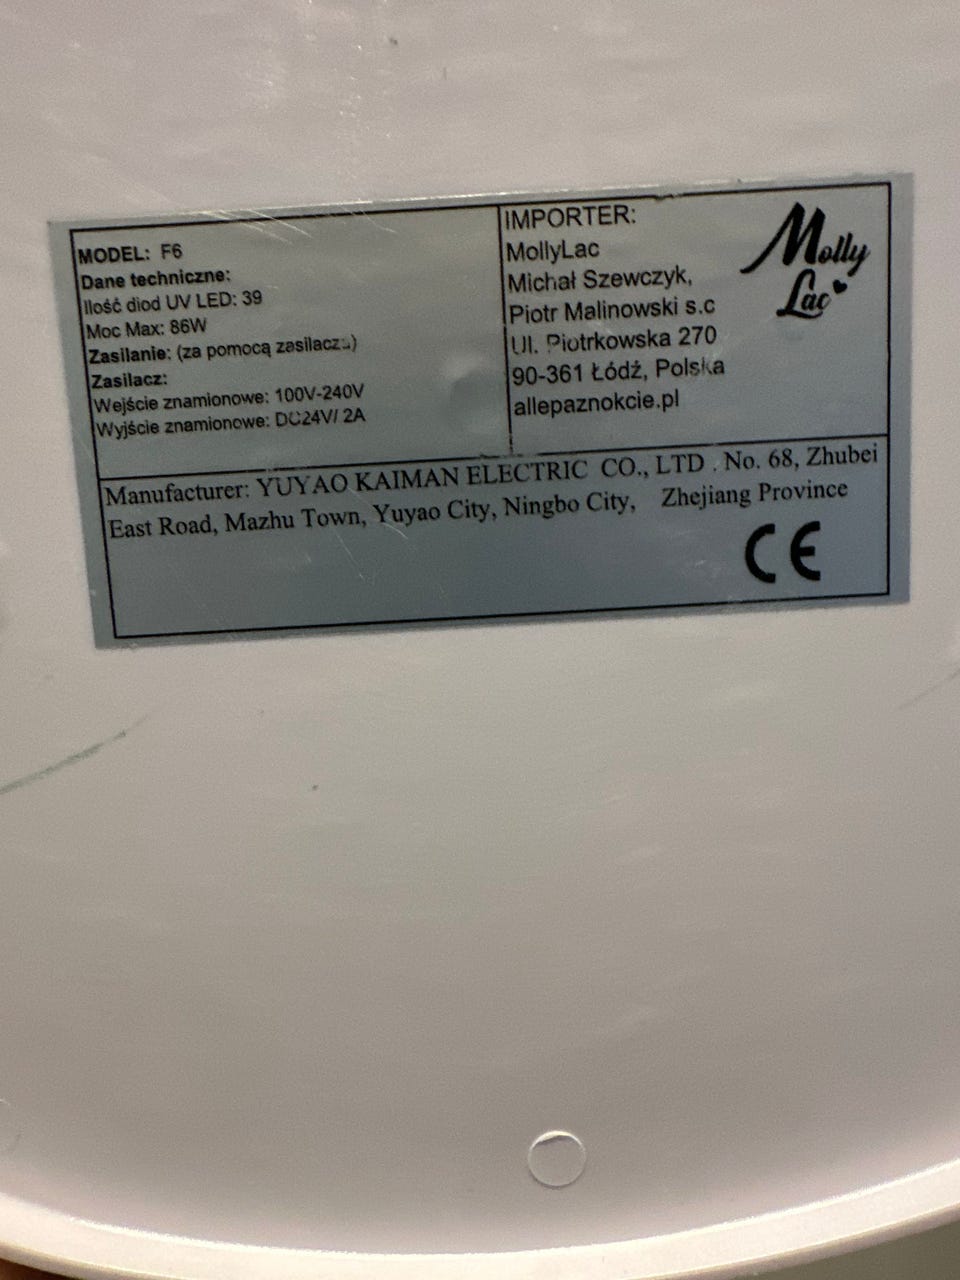 MODEL: F6
Dane techniczne:
Ilość diod UV LED: 39
Moc Max: 86W
Zasilanie: (za pomocą zasilacza)
Zasilacz:
Wejście znamionowe: 100V-240V
Wyjście znamionowe: DC24V/ 2A
IMPORTER:
MollyLac
Michał Szewczyk,
Piotr Malinowski s.c
Ul. Piotrkowska 270
90-361 Łódź, Polska
allepaznokcie.pl
Molly
Lac
Manufacturer: YUYAO KAIMAN ELECTRIC CO., LTD . No. 68, Zhubei
East Road, Mazhu Town, Yuyao City, Ningbo City, Zhejiang Province
CE